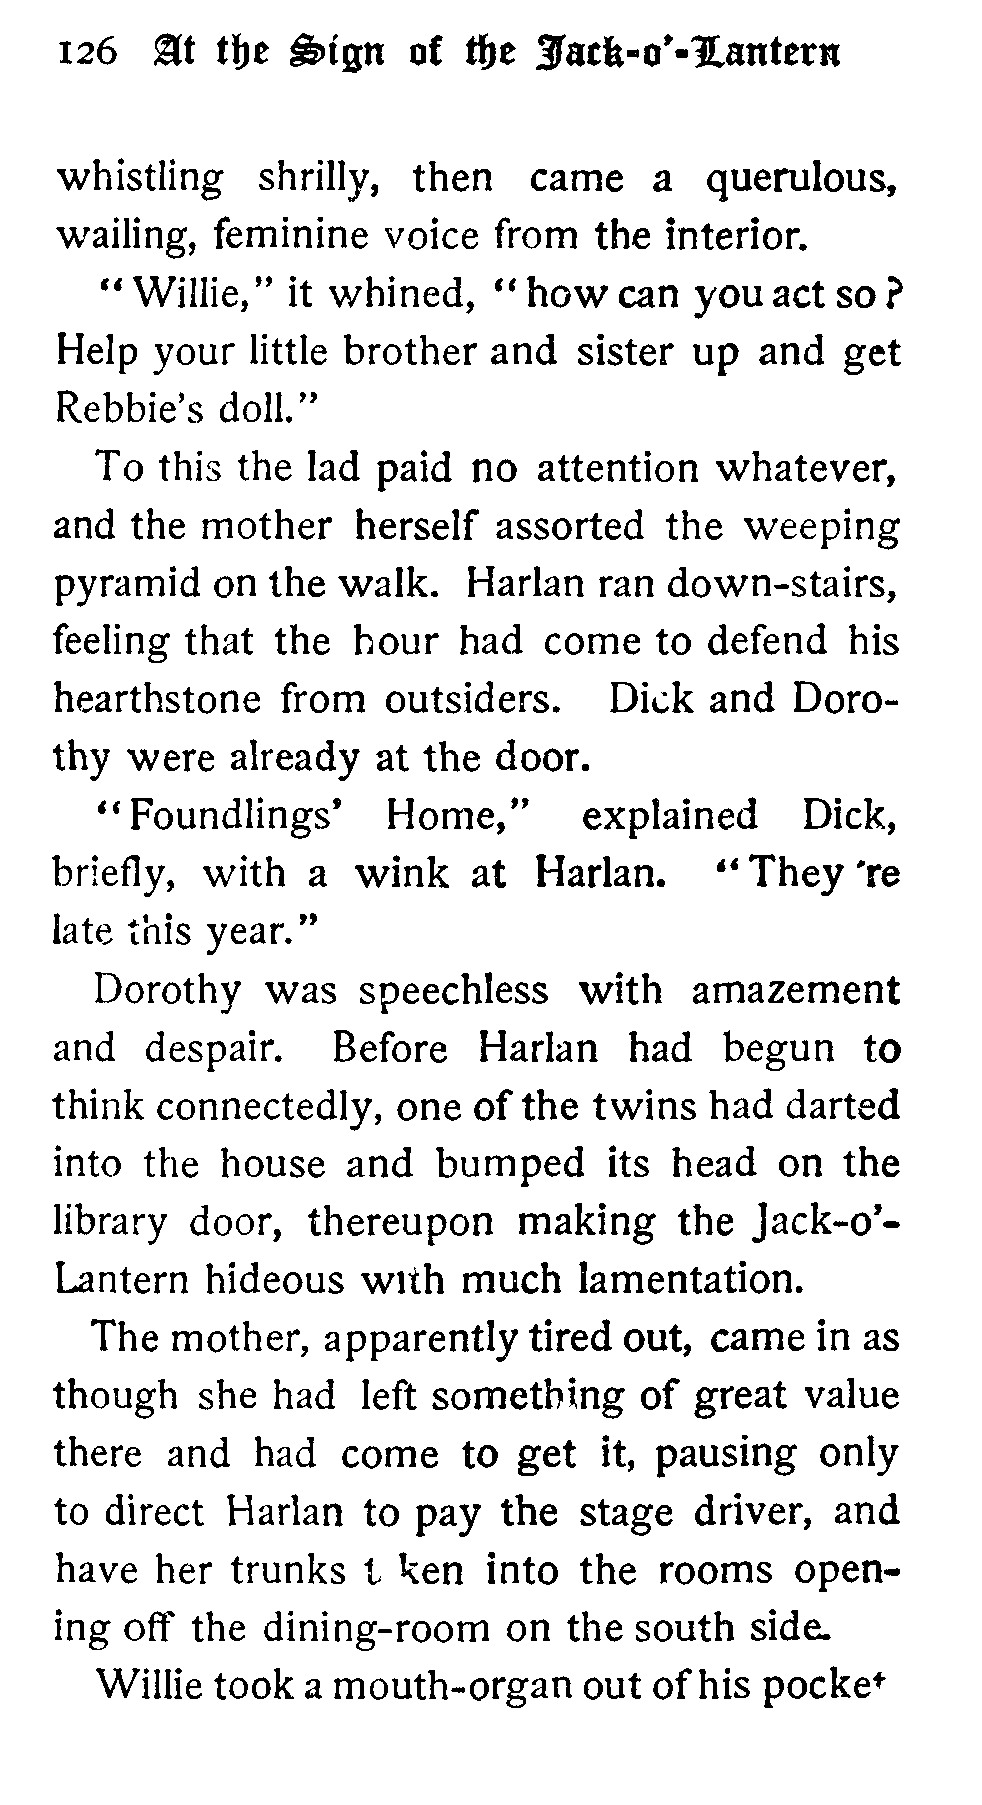 126 At the Sign of the Jack-o'-Lantern
whistling shrilly, then came a querulous,
wailing, feminine voice from the interior.
"Willie," it whined, "how can you act so?
Help your little brother and sister up and get
Rebbie's doll."
To this the lad paid no attention whatever,
and the mother herself assorted the weeping
pyramid on the walk. Harlan ran down-stairs,
feeling that the hour had come to defend his
hearthstone from outsiders. Dick and Doro-
thy were already at the door.
"Foundlings' Home," explained Dick,
briefly, with a wink at Harlan. "They 're
late this year."
Dorothy was speechless with amazement
and despair. Before Harlan had begun to
think connectedly, one of the twins had darted
into the house and bumped its head on the
library door, thereupon making the Jack-o'-
Lantern hideous with much lamentation.
The mother, apparently tired out, came in as
though she had left something of great value
there and had come to get it, pausing only
to direct Harlan to pay the stage driver, and
have her trunks t ken into the rooms open-
ing off the dining-room on the south side.
Willie took a mouth-organ out of his pocket